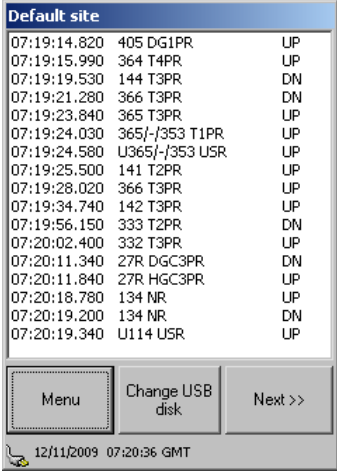 Default site
07:19:14.820 405 DG1PR UP
07:19:15.990 364 T4PR UP
07:19:19.530 144 T3PR DN
07:19:21.280 366 T3PR DN
07:19:23.840 365 T3PR UP
07:19:24.030 365/-/353 T1PR UP
07:19:24.580 U365/-/353 USR UP
07:19:25.500 141 T2PR UP
07:19:28.020 366 T3PR UP
07:19:34.740 142 T3PR UP
07:19:56.150 333 T2PR DN
07:20:02.400 332 T3PR UP
07:20:11.340 27R DGC3PR DN
07:20:11.840 27R HGC3PR UP
07:20:18.780 134 NR UP
07:20:19.200 134 NR DN
07:20:19.340 U114 USR UP
Menu
Change USB
disk
Next >>
12/11/2009 07:20:36 GMT